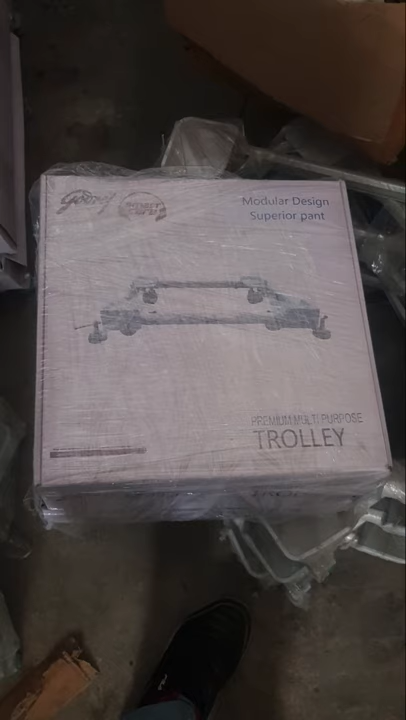 Godrej
Modular Design
Superior pant
PREMIUM MULTI PURPOSE
TROLLEY